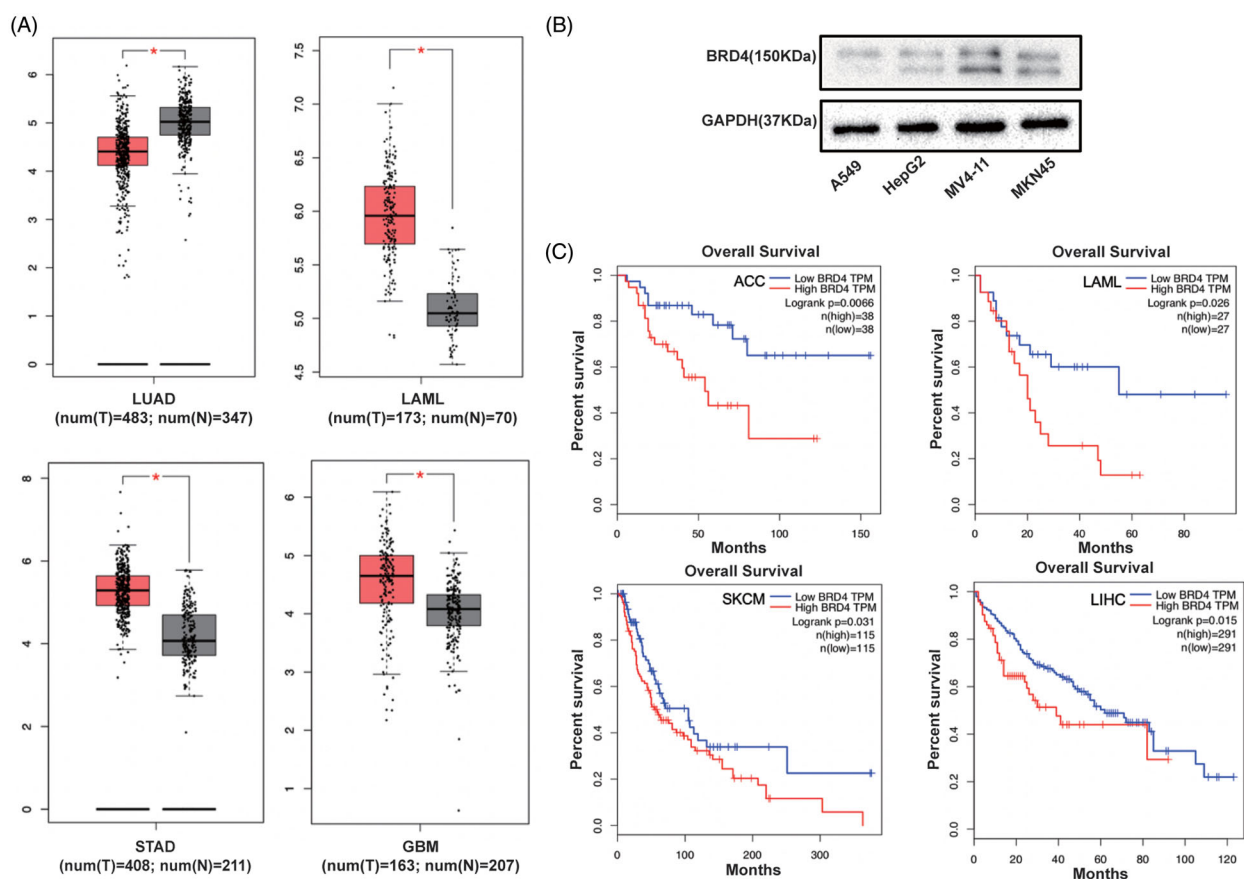 (A)
*
6
5
4
3
2
1
0
LUAD
(num(T)=483; num(N)=347)
*
7.5
7.0
6.5
6.0
5.5
5.0
4.5
LAML
(num(T)=173; num(N)=70)
*
8
6
4
2
0
STAD
(num(T)=408; num(N)=211)
*
6
5
4
3
2
1
GBM
(num(T)=163; num(N)=207)
(B)
BRD4(150KDa)
GAPDH(37KDa)
A549
HepG2
MV4-11
MKN45
(C)
Overall Survival
ACC
Low BRD4 TPM
High BRD4 TPM
Logrank p=0.0066
n(high)=38
n(low)=38
Percent survival
1.0
0.8
0.6
0.4
0.2
0.0
0 50 100 150
Months
Overall Survival
LAML
Low BRD4 TPM
High BRD4 TPM
Logrank p=0.026
n(high)=27
n(low)=27
Percent survival
1.0
0.8
0.6
0.4
0.2
0.0
0 20 40 60 80
Months
Overall Survival
SKCM
Low BRD4 TPM
High BRD4 TPM
Logrank p=0.031
n(high)=115
n(low)=115
Percent survival
1.0
0.8
0.6
0.4
0.2
0.0
0 100 200 300
Months
Overall Survival
LIHC
Low BRD4 TPM
High BRD4 TPM
Logrank p=0.015
n(high)=291
n(low)=291
Percent survival
1.0
0.8
0.6
0.4
0.2
0.0
0 20 40 60 80 100 120
Months